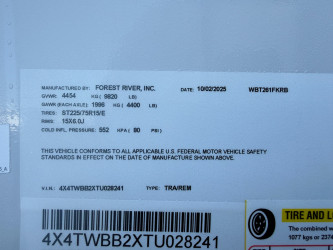 MANUFACTURED BY: FOREST RIVER, INC. DATE: 10/02/2025 WBT261FKRB
GVWR: 4454 KG ( 9820 LB)
GAWR (EACH AXLE): 1996 KG ( 4400 LB)
TIRES: ST225/75R15/E
RIMS: 15X6.0J
COLD INFL. PRESSURE: 552 KPA ( 80 PSI)
THIS VEHICLE CONFORMS TO ALL APPLICABLE U.S. FEDERAL MOTOR VEHICLE SAFETY
STANDARDS IN EFFECT ON THE DATE OF MANUFACTURE SHOWN ABOVE.
V.I.N.: 4X4TWBB2XTU028241 TYPE: TRA/REM
4X4TWBB2XTU028241
TIRE AND LO
The combined w
1077 kgs or 237